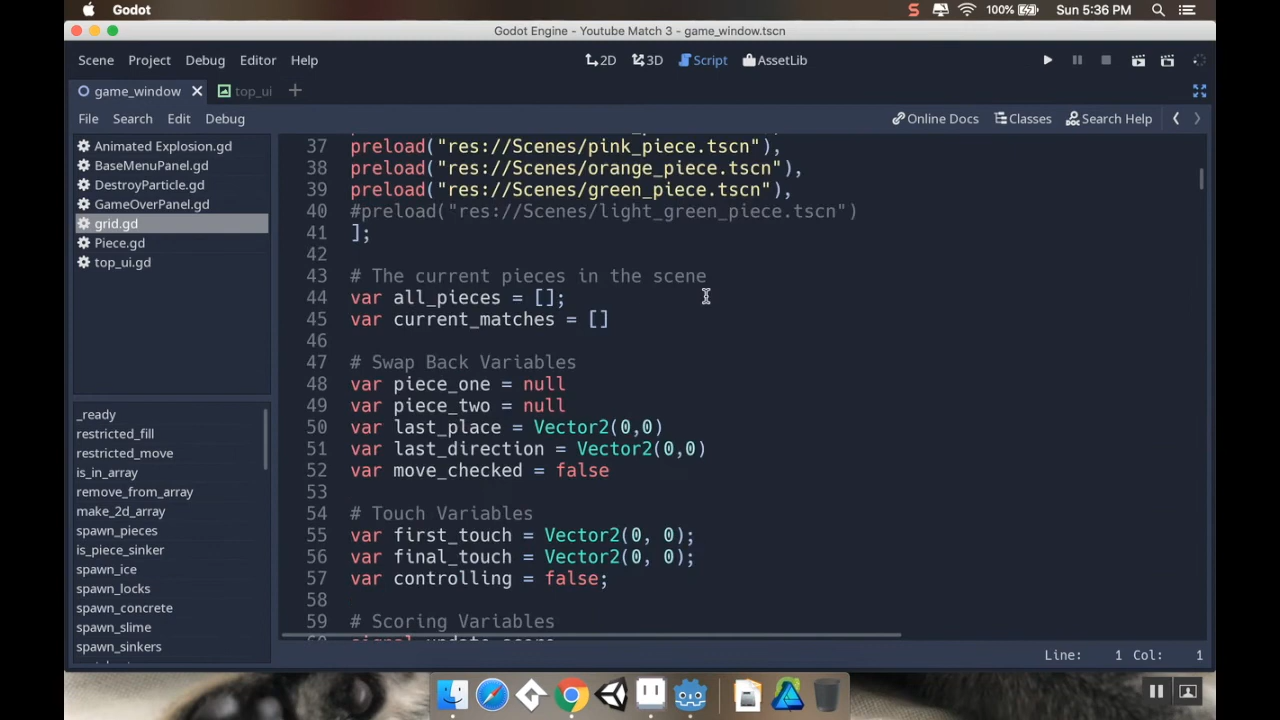 Godot
100%
Sun 5:36 PM
Godot Engine - Youtube Match 3 - game_window.tscn
Scene Project Debug Editor Help
2D 3D Script AssetLib
game_window top_ui
File Search Edit Debug
Online Docs Classes Search Help
Animated Explosion.gd
BaseMenuPanel.gd
DestroyParticle.gd
GameOverPanel.gd
grid.gd
Piece.gd
top_ui.gd
_ready
restricted_fill
restricted_move
is_in_array
remove_from_array
make_2d_array
spawn_pieces
is_piece_sinker
spawn_ice
spawn_locks
spawn_concrete
spawn_slime
spawn_sinkers
37 preload("res://Scenes/pink_piece.tscn"),
38 preload("res://Scenes/orange_piece.tscn"),
39 preload("res://Scenes/green_piece.tscn"),
40 #preload("res://Scenes/light_green_piece.tscn")
41 ];
42
43 # The current pieces in the scene
44 var all_pieces = [];
45 var current_matches = []
46
47 # Swap Back Variables
48 var piece_one = null
49 var piece_two = null
50 var last_place = Vector2(0,0)
51 var last_direction = Vector2(0,0)
52 var move_checked = false
53
54 # Touch Variables
55 var first_touch = Vector2(0, 0);
56 var final_touch = Vector2(0, 0);
57 var controlling = false;
58
59 # Scoring Variables
60 signal update_score
Line: 1 Col: 1